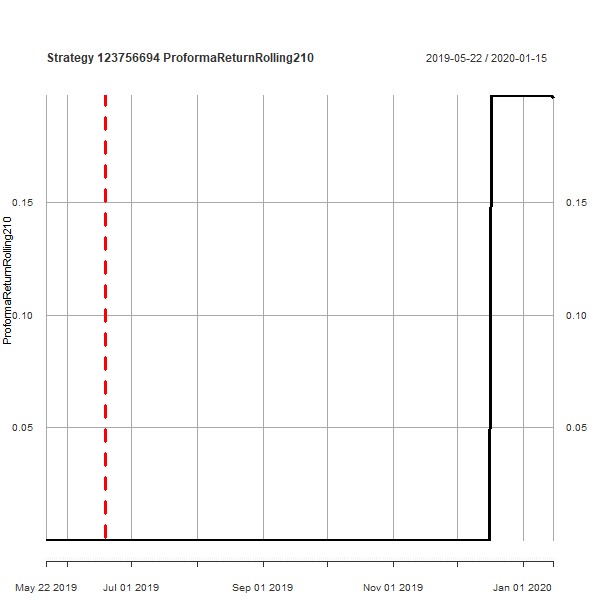 Strategy 123756694 ProformaReturnRolling210
2019-05-22 / 2020-01-15
ProformaReturnRolling210
0.15
0.10
0.05
0.15
0.10
0.05
May 22 2019
Jul 01 2019
Sep 01 2019
Nov 01 2019
Jan 01 2020